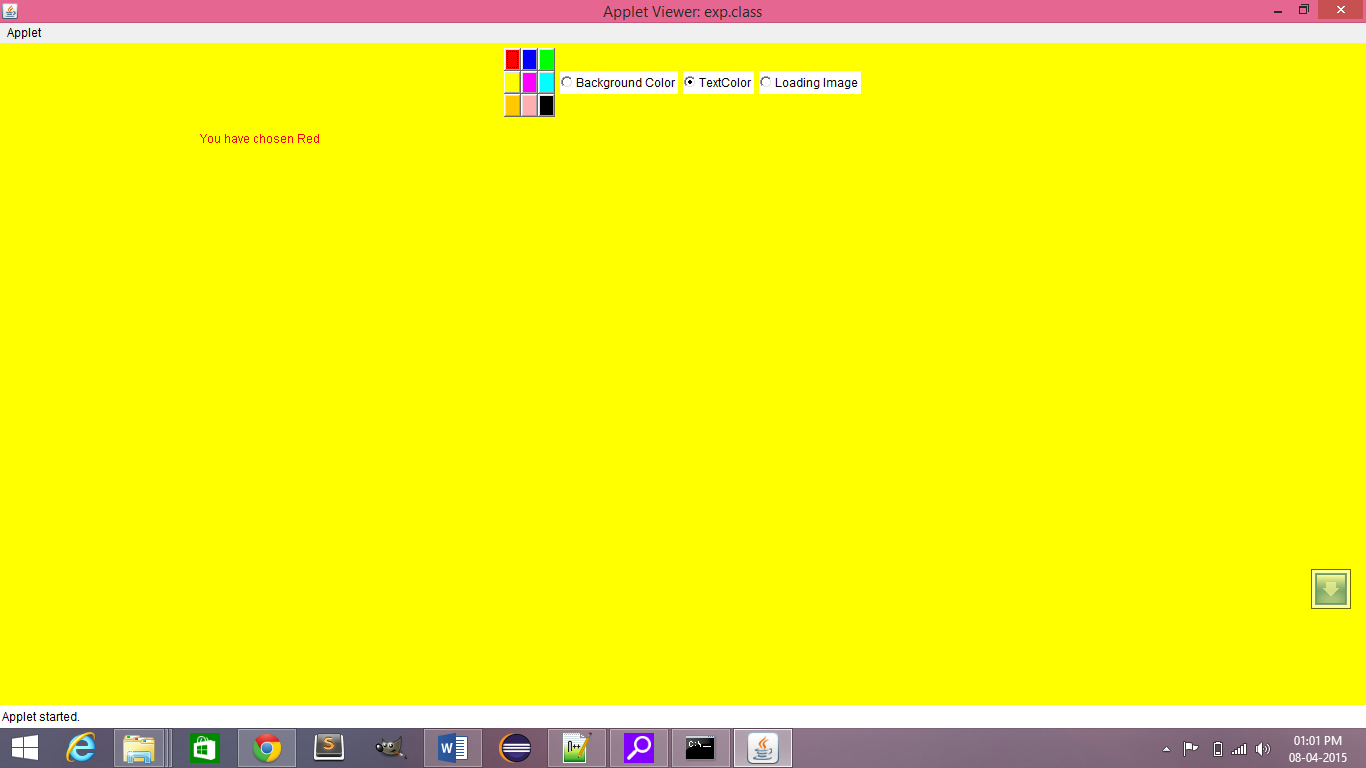 Applet Viewer: exp.class
Applet
Background Color TextColor Loading Image
You have chosen Red
Applet started.
01:01 PM
08-04-2015